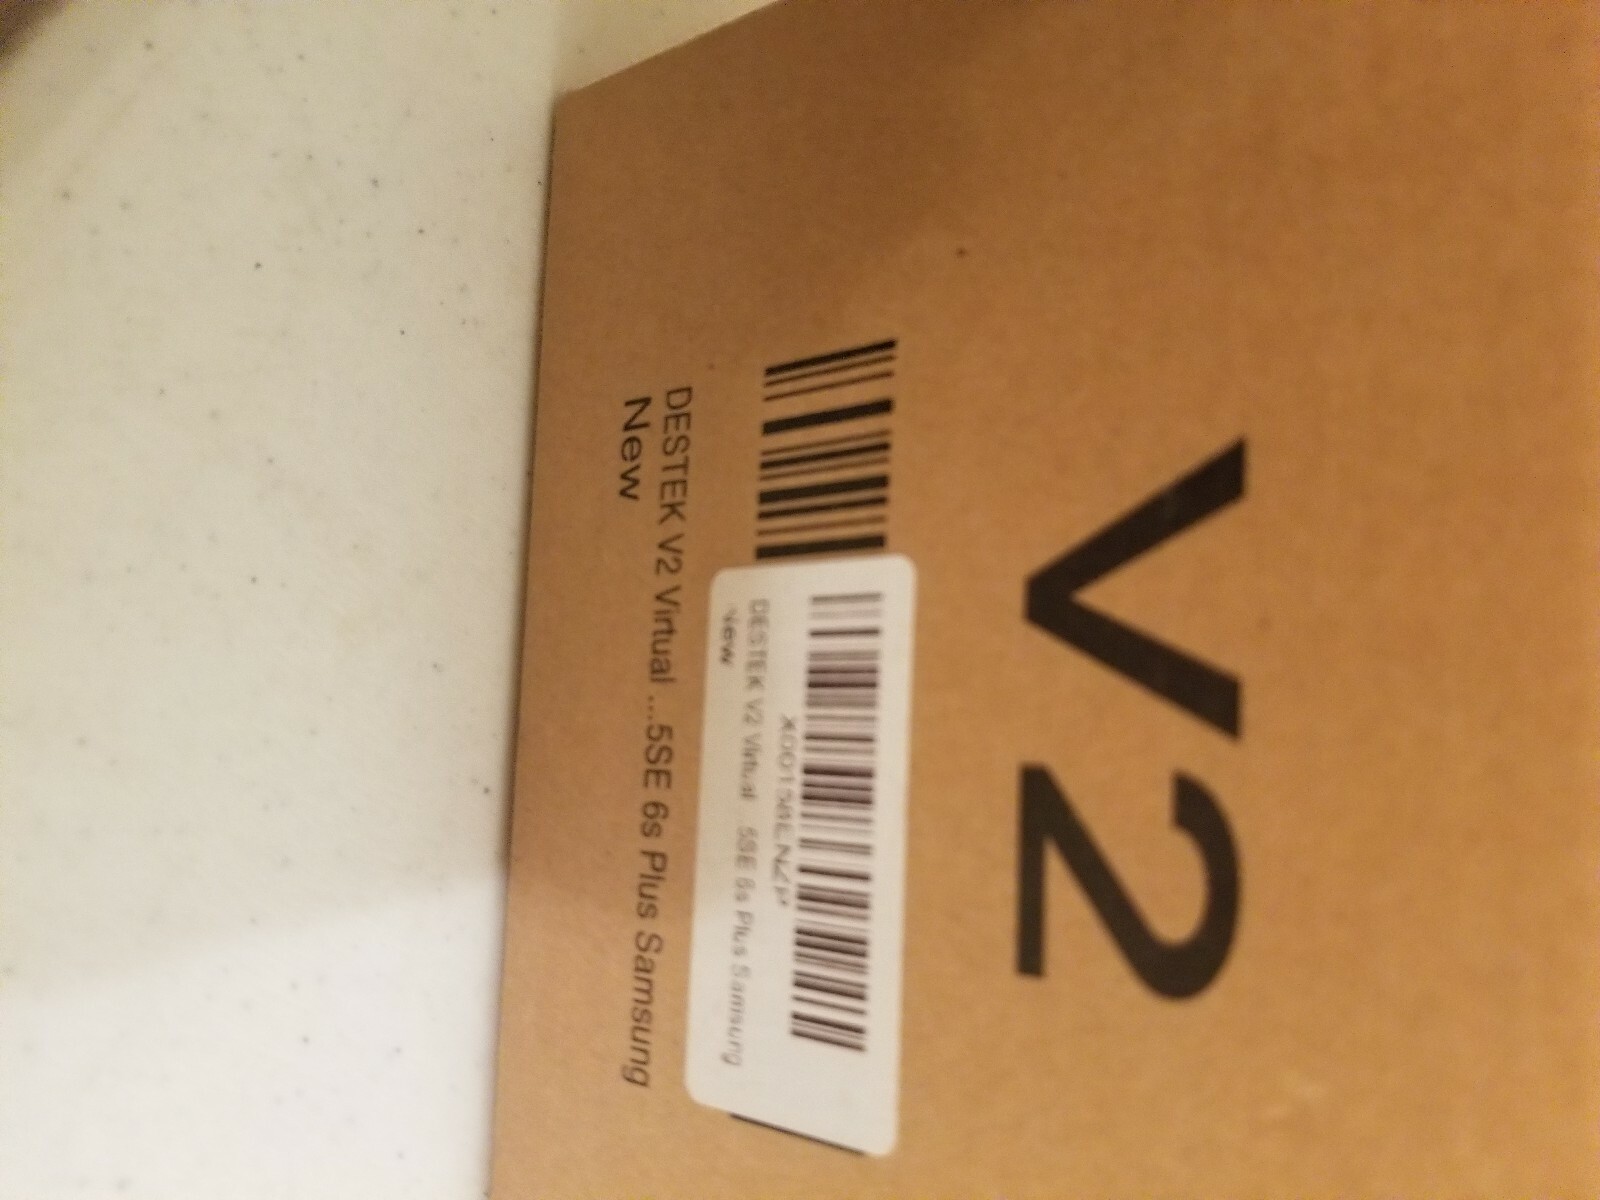 V2
DESTEK V2 Virtual ...5SE 6s Plus Samsung
New
DESTEK V2 Virtual ...5SE 6s Plus Samsung
New